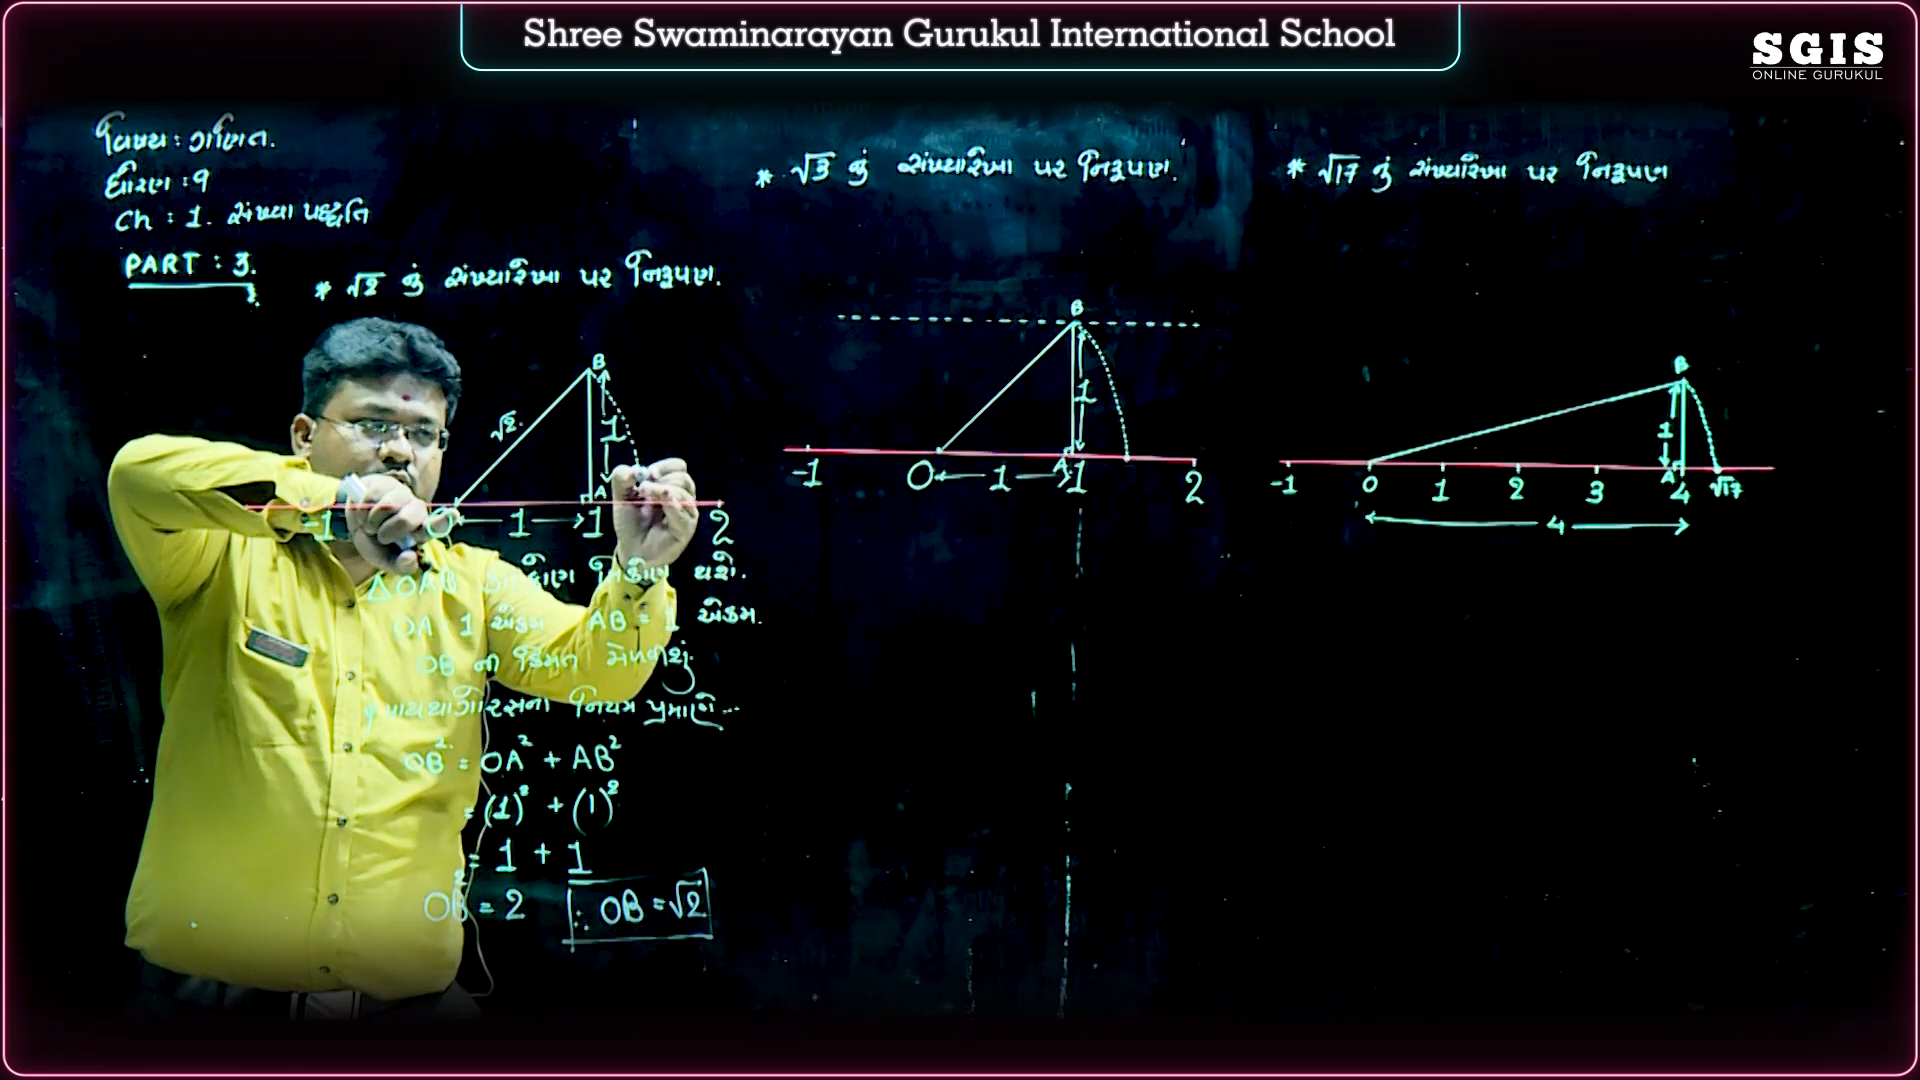 Shree Swaminarayan Gurukul International School
SGIS
ONLINE GURUKUL
વિષય : ગણિત.
ધોરણ : 9
Ch : 1. સંખ્યા પદ્ધતિ
PART : 3.
* √2 નું સંખ્યારેખા પર નિરૂપણ.
B
√2
1
A
-1 0 1 1 2
△OAB કાટકોણ ત્રિકોણ થશે.
OA = 1 એકમ AB = 1 એકમ.
OB ની કિંમત મેળવીશું
પાયથાગોરસના નિયમ પ્રમાણે...
OB² = OA² + AB²
= (1)² + (1)²
= 1 + 1
OB² = 2 ∴ OB = √2
* √3 નું સંખ્યારેખા પર નિરૂપણ.
B
1
A
-1 0 1 1 2
* √17 નું સંખ્યારેખા પર નિરૂપણ
B
1
A
-1 0 1 2 3 4 √17
4